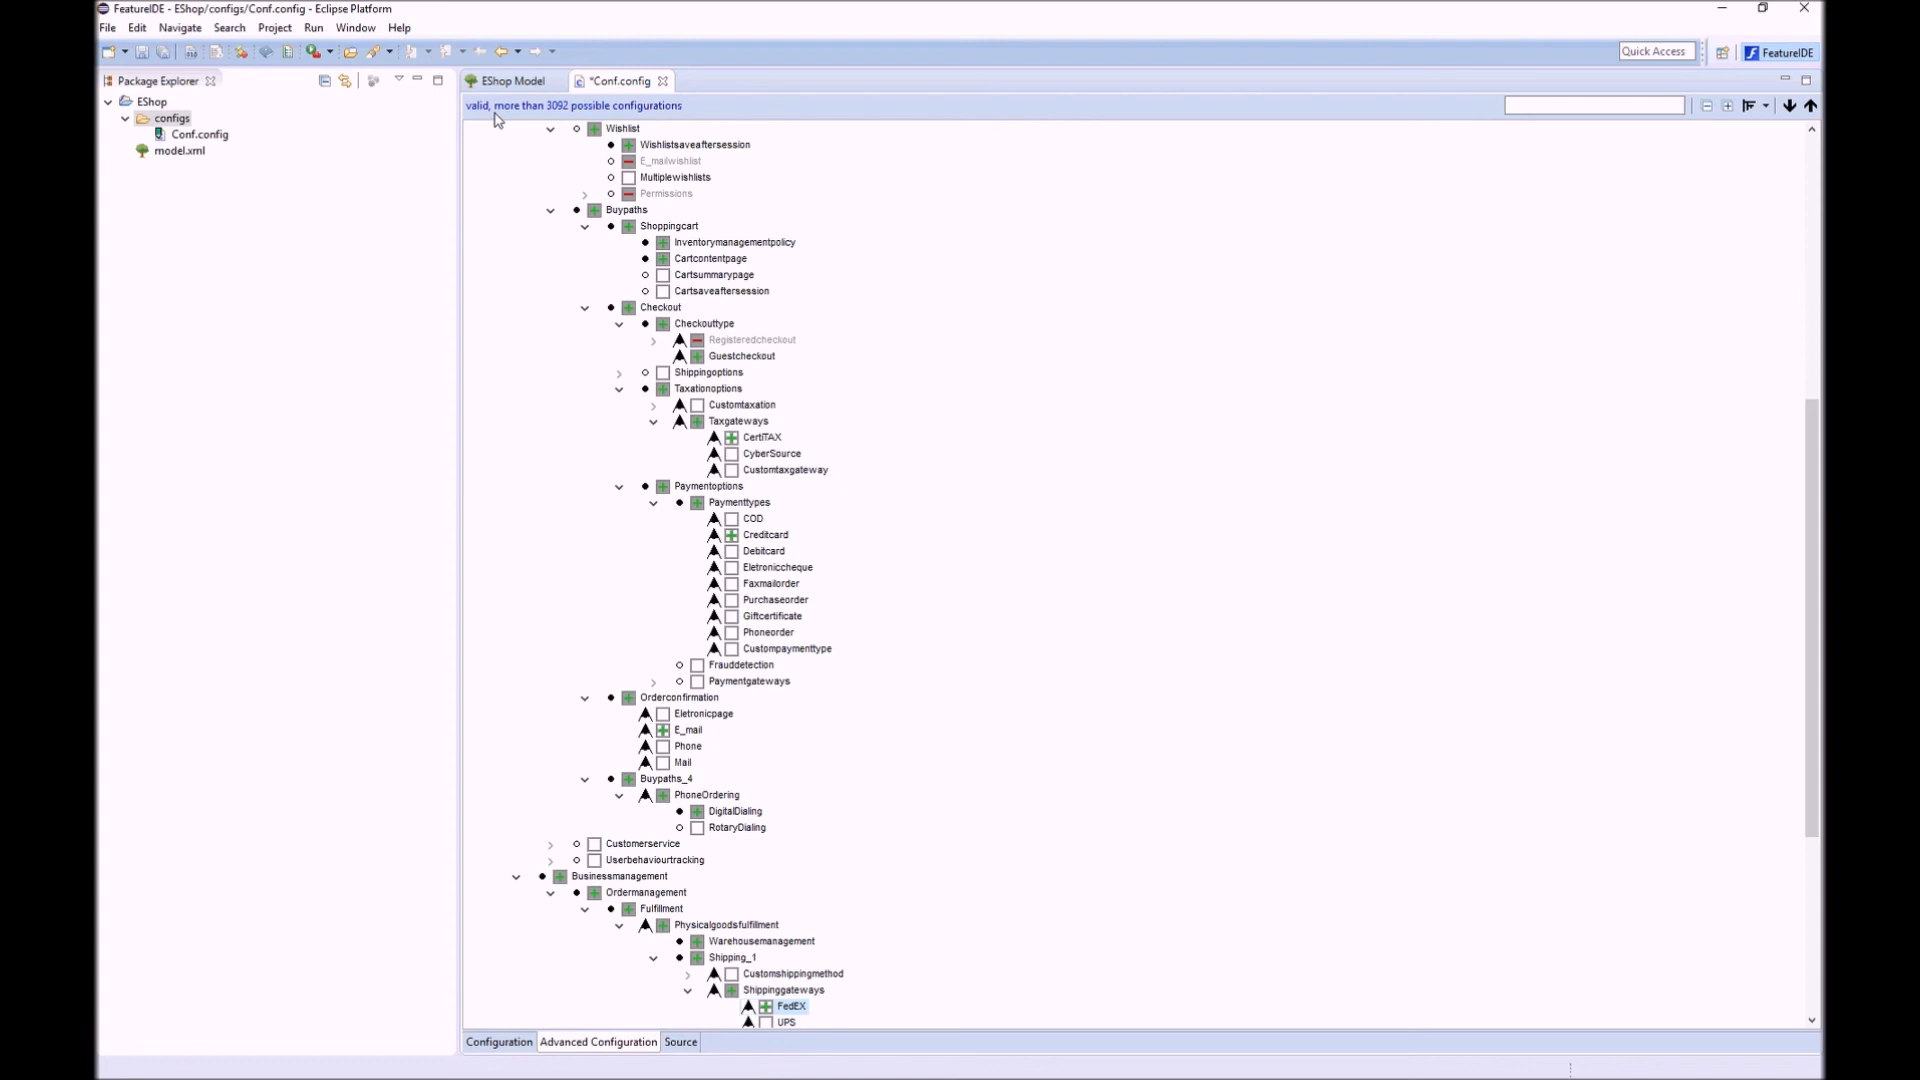 FeatureIDE - EShop/configs/Conf.config - Eclipse Platform
File Edit Navigate Search Project Run Window Help
Quick Access
FeatureIDE
Package Explorer
EShop Model
*Conf.config
EShop
configs
Conf.config
model.xml
valid, more than 3092 possible configurations
Wishlist
Wishlistsaveaftersession
E_mailwishlist
Multiplewishlists
Permissions
Buypaths
Shoppingcart
Inventorymanagementpolicy
Cartcontentpage
Cartsummarypage
Cartsaveaftersession
Checkout
Checkouttype
Registeredcheckout
Guestcheckout
Shippingoptions
Taxationoptions
Customtaxation
Taxgateways
CertiTAX
CyberSource
Customtaxgateway
Paymentoptions
Paymenttypes
COD
Creditcard
Debitcard
Eletroniccheque
Faxmailorder
Purchaseorder
Giftcertificate
Phoneorder
Custompaymenttype
Frauddetection
Paymentgateways
Orderconfirmation
Eletronicpage
E_mail
Phone
Mail
Buypaths_4
PhoneOrdering
DigitalDialing
RotaryDialing
Customerservice
Userbehaviourtracking
Businessmanagement
Ordermanagement
Fulfillment
Physicalgoodsfulfillment
Warehousemanagement
Shipping_1
Customshippingmethod
Shippinggateways
FedEX
UPS
Configuration Advanced Configuration Source